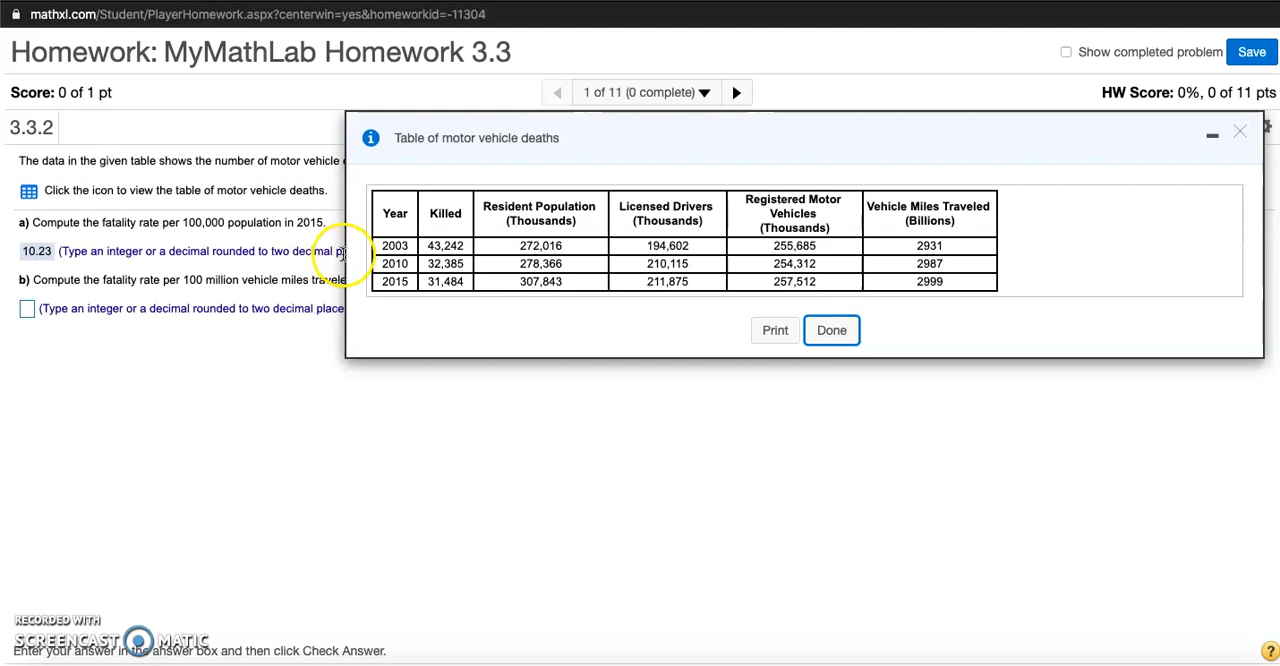 mathxl.com/Student/PlayerHomework.aspx?centerwin=yes&homeworkid=-11304
Homework: MyMathLab Homework 3.3
Show completed problem
Save
Score: 0 of 1 pt
1 of 11 (0 complete)
HW Score: 0%, 0 of 11 pts
3.3.2
The data in the given table shows the number of motor vehicle
Click the icon to view the table of motor vehicle deaths.
a) Compute the fatality rate per 100,000 population in 2015.
10.23 (Type an integer or a decimal rounded to two decimal p
b) Compute the fatality rate per 100 million vehicle miles travele
(Type an integer or a decimal rounded to two decimal place
Table of motor vehicle deaths
Year Killed Resident Population (Thousands) Licensed Drivers (Thousands) Registered Motor Vehicles (Thousands) Vehicle Miles Traveled (Billions)
2003 43,242 272,016 194,602 255,685 2931
2010 32,385 278,366 210,115 254,312 2987
2015 31,484 307,843 211,875 257,512 2999
Print Done
RECORDED WITH
SCREENCAST MATIC
Enter your answer in the answer box and then click Check Answer.
?